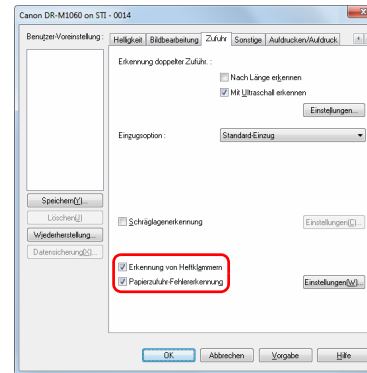 Canon DR-M1060 on STI - 0014
Benutzer-Voreinstellung :
Helligkeit Bildbearbeitung Zufuhr Sonstige Aufdrucken/Aufdruck
Erkennung doppelter Zuführ. :
Nach Länge erkennen
Mit Ultraschall erkennen
Einstellungen...
Einzugsoption :
Standard-Einzug
Speichern(Y)...
Löschen(J)
Schräglagenerkennung
Einstellungen(C)...
Wiederherstellung...
Datensicherung(X)...
Erkennung von Heftklammern
Papierzufuhr-Fehlererkennung
Einstellungen(W)...
OK Abbrechen Vorgabe Hilfe